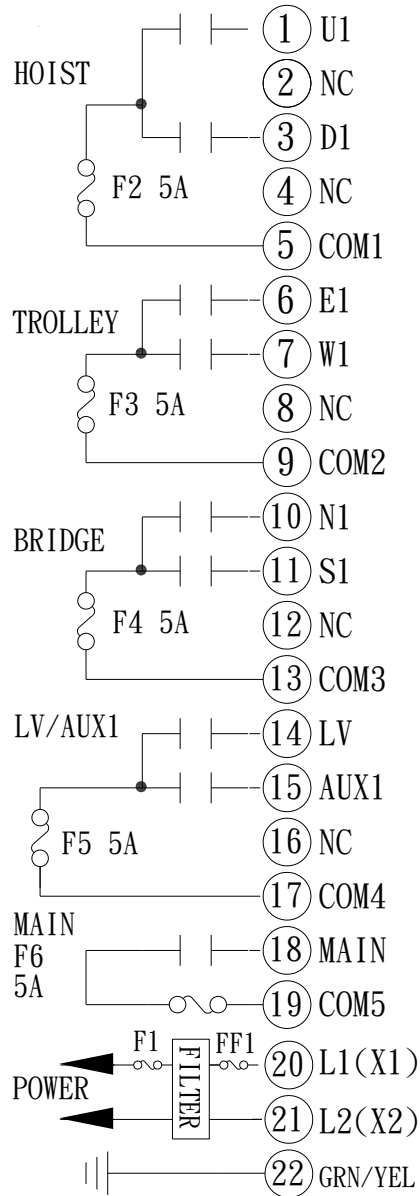 1 U1
HOIST
2 NC
3 D1
F2 5A
4 NC
5 COM1
6 E1
TROLLEY
7 W1
F3 5A
8 NC
9 COM2
10 N1
BRIDGE
11 S1
F4 5A
12 NC
13 COM3
LV/AUX1
14 LV
15 AUX1
F5 5A
16 NC
17 COM4
MAIN
F6
5A
18 MAIN
19 COM5
F1
FILTER
FF1
20 L1(X1)
POWER
21 L2(X2)
22 GRN/YEL